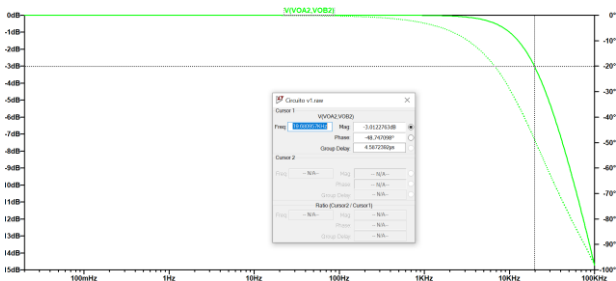 V(VOA2,VOB2)
0dB 0°
-1dB
-2dB -10°
-3dB -20°
-4dB -30°
-5dB
-6dB -40°
-7dB
-8dB -50°
-9dB -60°
10dB -70°
11dB
12dB -80°
13dB -90°
14dB
15dB -100°
100mHz 1Hz 10Hz 100Hz 1KHz 10KHz 100KHz
Circuito v1.raw
Cursor 1
V(VOA2,VOB2)
Freq: Mag: -3.0122763dB
Phase: -48.747098°
Group Delay: 4.5672392µs
Cursor 2
Freq: -- N/A-- Mag: -- N/A--
Phase: -- N/A--
Group Delay: -- N/A--
Ratio (Cursor2 / Cursor1)
Freq: -- N/A-- Mag: -- N/A--
Phase: -- N/A--
Group Delay: -- N/A--